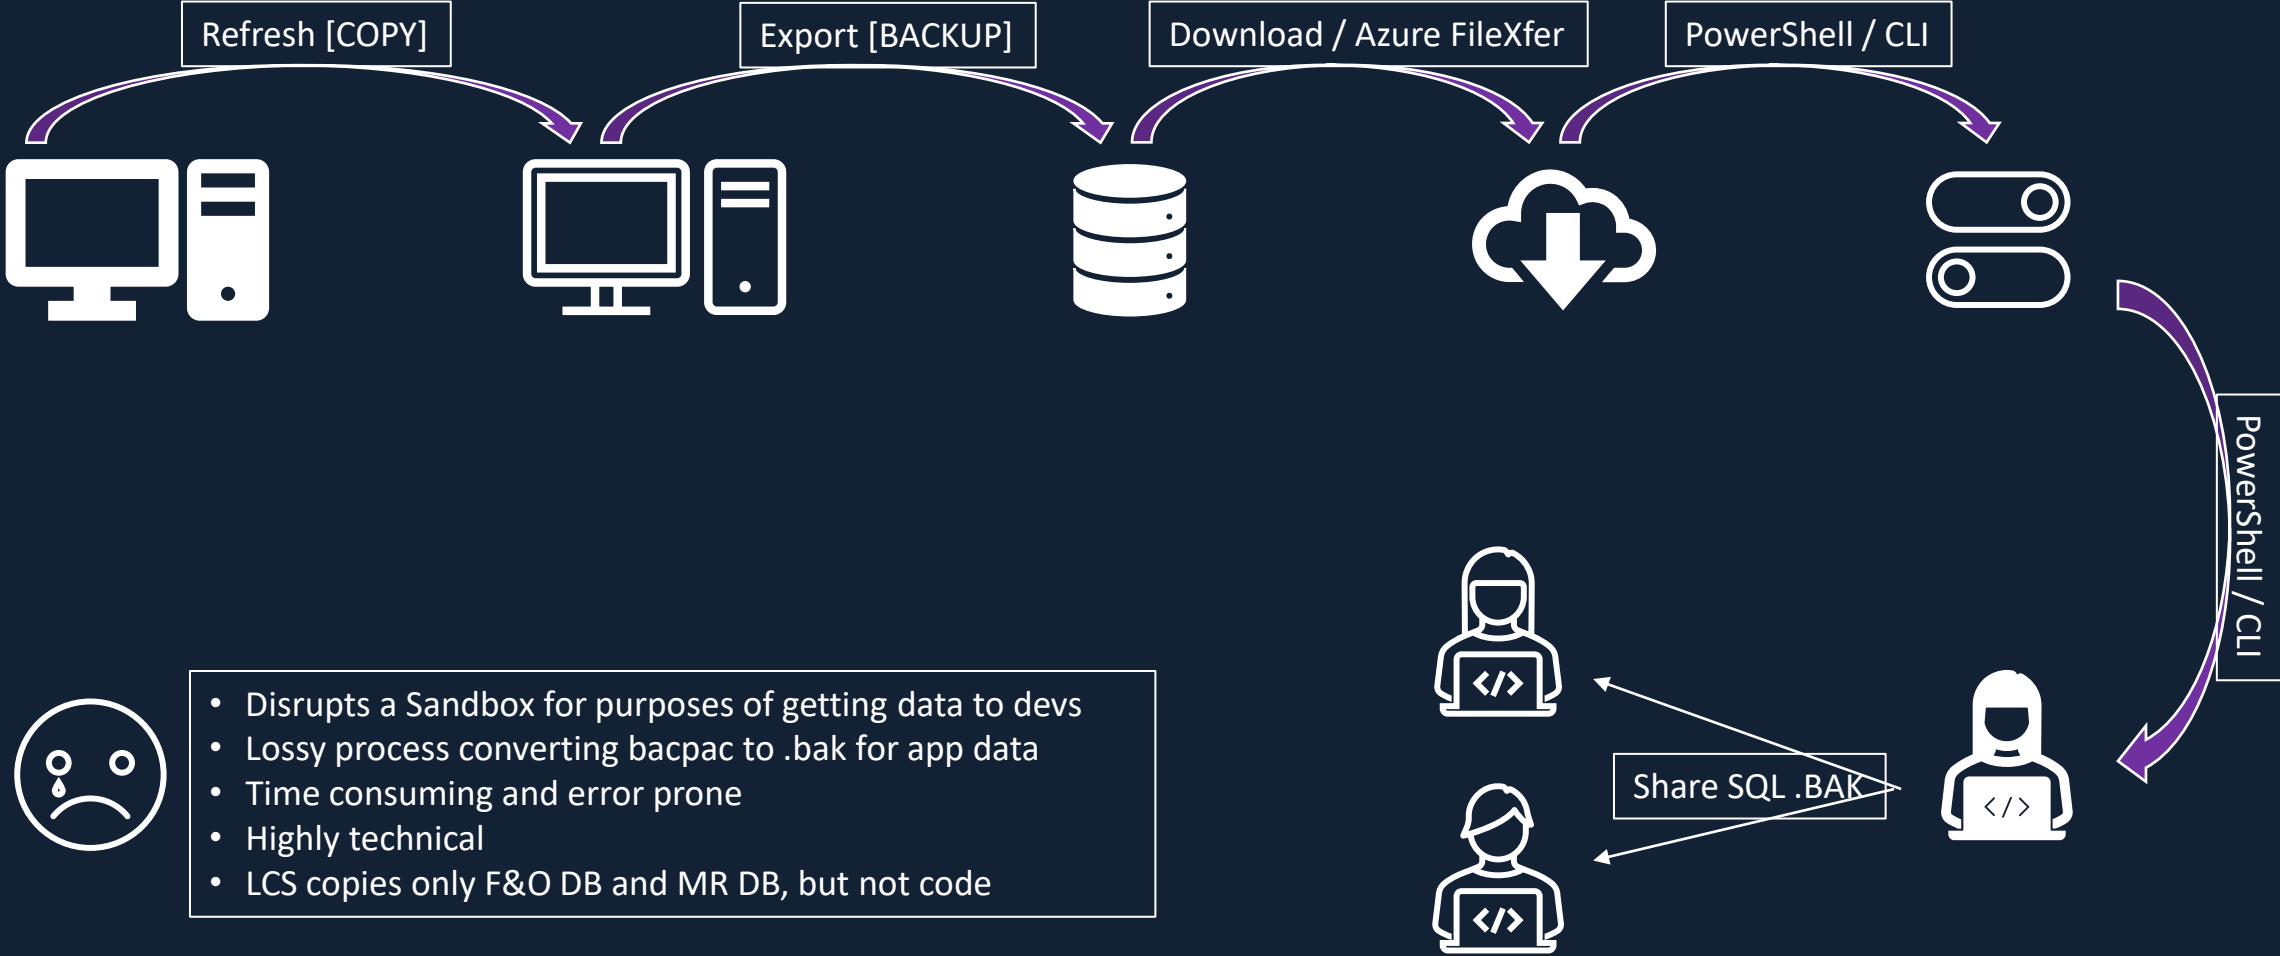 Refresh [COPY]
Export [BACKUP]
Download / Azure FileXfer
PowerShell / CLI
PowerShell / CLI
</>
• Disrupts a Sandbox for purposes of getting data to devs
• Lossy process converting bacpac to .bak for app data
• Time consuming and error prone
• Highly technical
• LCS copies only F&O DB and MR DB, but not code
Share SQL .BAK
</>
</>